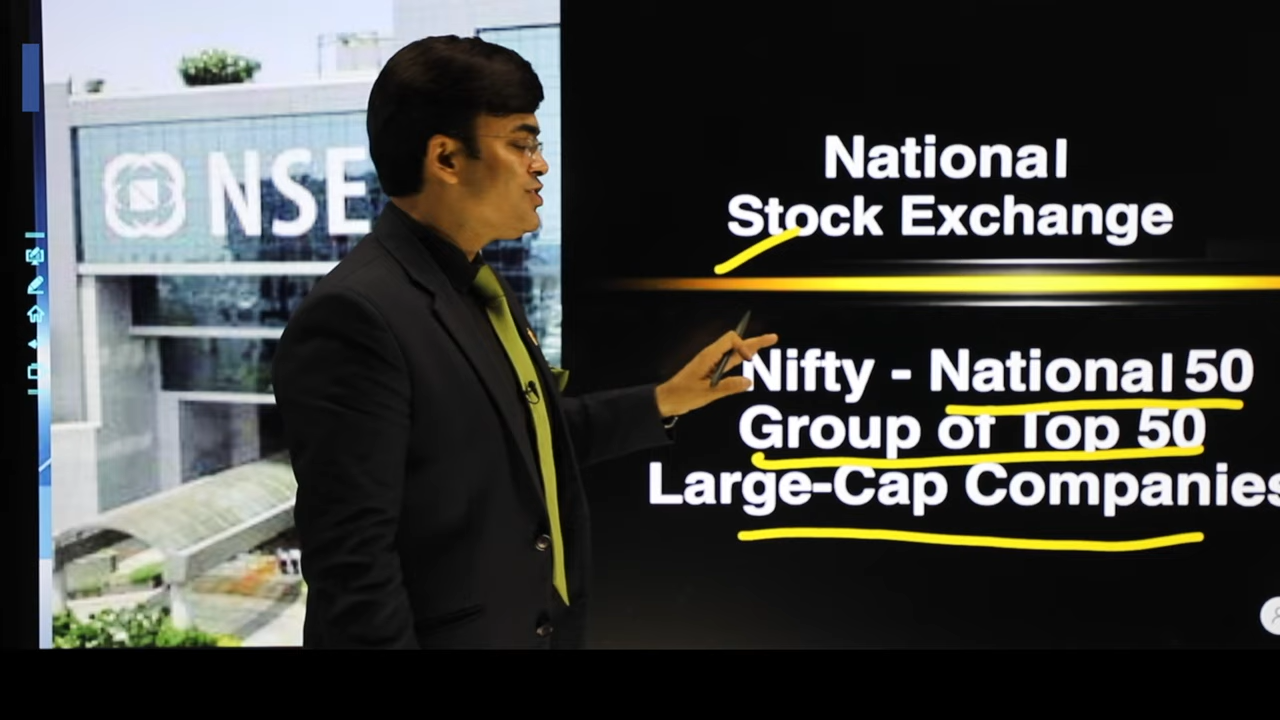 NSE
National
Stock Exchange
Nifty - National 50
Group of Top 50
Large-Cap Companies